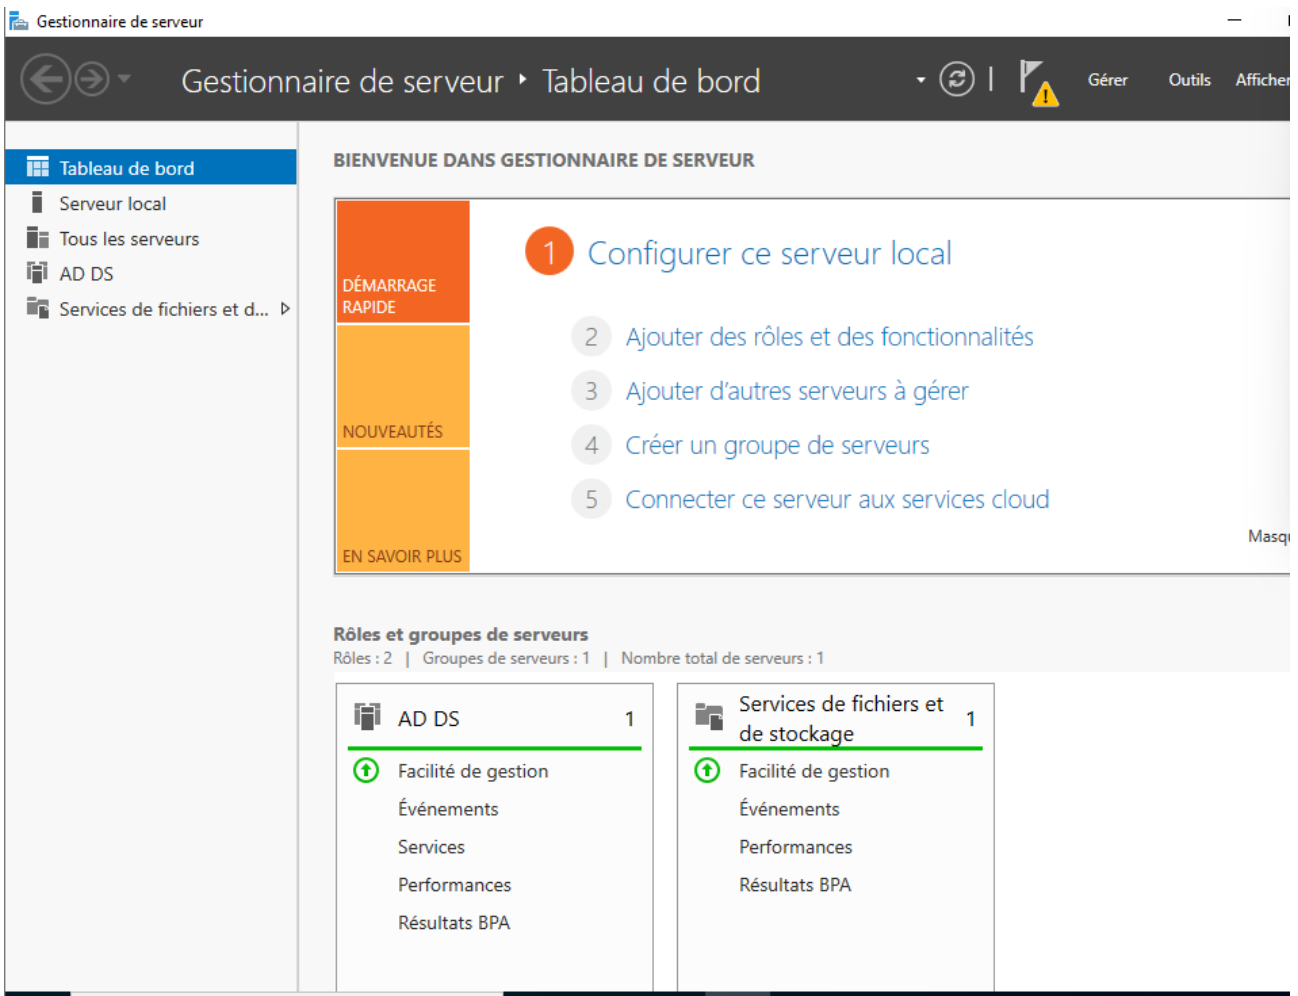 Gestionnaire de serveur
Gestionnaire de serveur ‣ Tableau de bord
Gérer Outils Afficher
Tableau de bord
Serveur local
Tous les serveurs
AD DS
Services de fichiers et d...
BIENVENUE DANS GESTIONNAIRE DE SERVEUR
DÉMARRAGE
RAPIDE
NOUVEAUTÉS
EN SAVOIR PLUS
1 Configurer ce serveur local
2 Ajouter des rôles et des fonctionnalités
3 Ajouter d’autres serveurs à gérer
4 Créer un groupe de serveurs
5 Connecter ce serveur aux services cloud
Masqu
Rôles et groupes de serveurs
Rôles : 2 | Groupes de serveurs : 1 | Nombre total de serveurs : 1
AD DS 1
Facilité de gestion
Événements
Services
Performances
Résultats BPA
Services de fichiers et
de stockage 1
Facilité de gestion
Événements
Performances
Résultats BPA